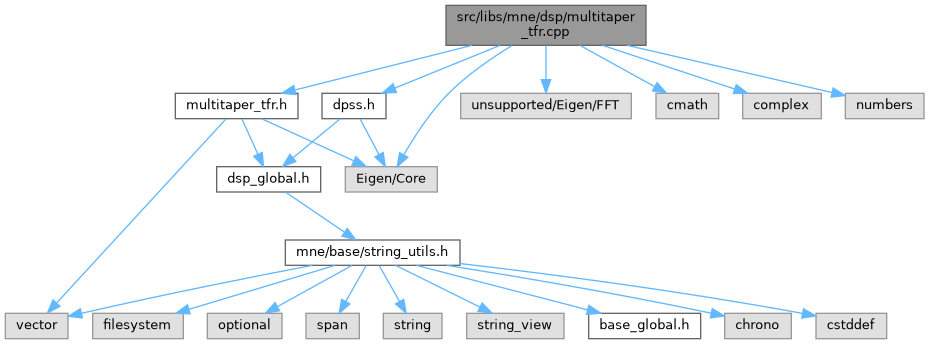 src/libs/mne/dsp/multitaper
_tfr.cpp
multitaper_tfr.h
dpss.h
unsupported/Eigen/FFT
cmath
complex
numbers
dsp_global.h
Eigen/Core
mne/base/string_utils.h
vector
filesystem
optional
span
string
string_view
base_global.h
chrono
cstddef